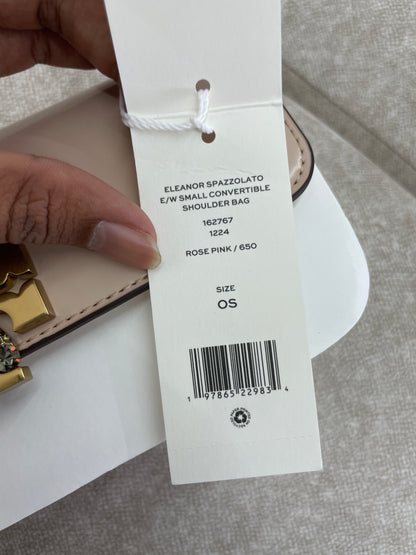 ELEANOR SPAZZOLATO
E/W SMALL CONVERTIBLE
SHOULDER BAG
162767
1224
ROSE PINK / 650
SIZE
OS
1 97865 22983 4